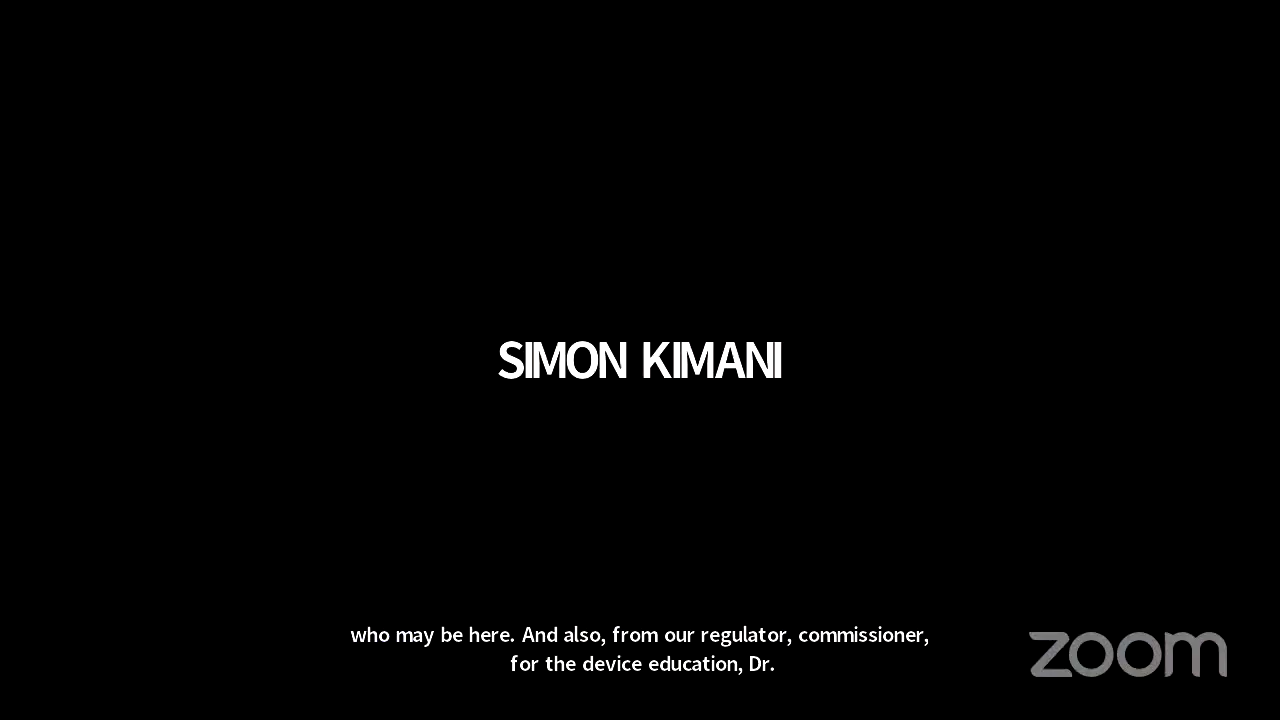 SIMON KIMANI
who may be here. And also, from our regulator, commissioner,
for the device education, Dr.
zoom